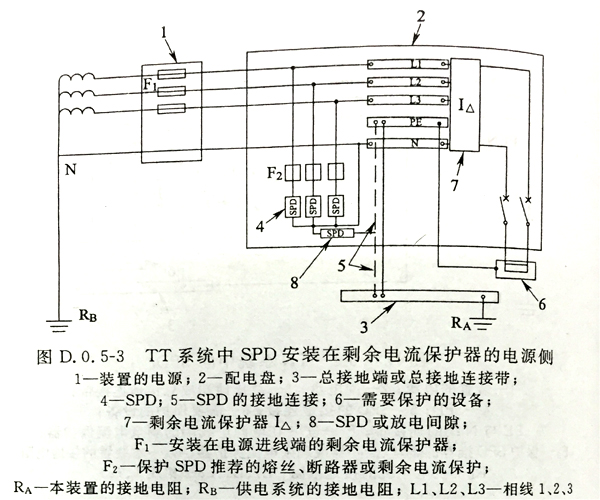 1
2
L1
F₁
L2
L3
I△
PE
N
N
F₂
7
4
SPD
SPD
SPD
SPD
8
5
6
3
R_B
R_A
图 D.0.5-3 TT 系统中 SPD 安装在剩余电流保护器的电源侧
1—装置的电源；2—配电盘；3—总接地端或总接地连接带；
4—SPD；5—SPD 的接地连接；6—需要保护的设备；
7—剩余电流保护器 I△；8—SPD 或放电间隙；
F₁—安装在电源进线端的剩余电流保护器；
F₂—保护 SPD 推荐的熔丝、断路器或剩余电流保护；
R_A—本装置的接地电阻；R_B—供电系统的接地电阻；L1、L2、L3—相线 1、2、3